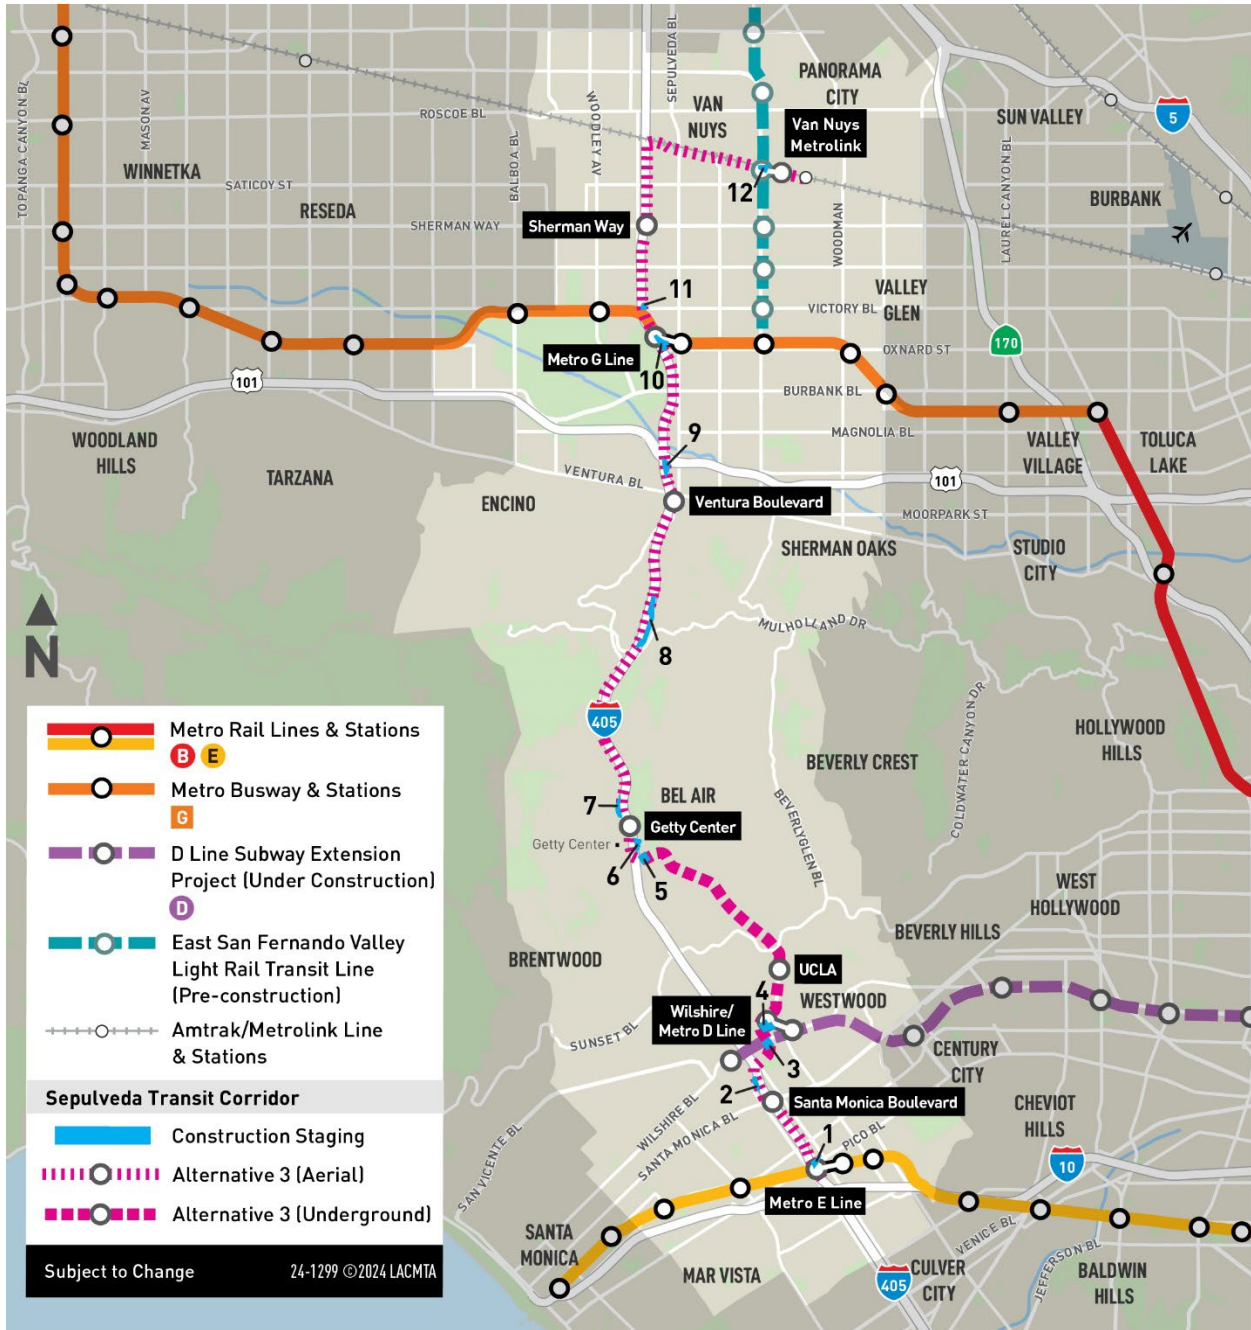 TOPANGA CANYON BL
MASON AV
WINNETKA
SATICOY ST
RESEDA
SHERMAN WAY
ROSCOE BL
BALBOA BL
WOODLEY AV
SEPULVEDA BL
VAN
NUYS
PANORAMA
CITY
Van Nuys
Metrolink
SUN VALLEY
5
LAUREL CANYON BL
BURBANK
12
Sherman Way
WOODMAN
11
VICTORY BL
VALLEY
GLEN
OXNARD ST
170
Metro G Line
10
BURBANK BL
101
MAGNOLIA BL
9
WOODLAND
HILLS
TARZANA
VENTURA BL
ENCINO
Ventura Boulevard
VALLEY
VILLAGE
TOLUCA
LAKE
101
MOORPARK ST
SHERMAN OAKS
STUDIO
CITY
MULHOLLAND DR
8
N
405
COLDWATER CANYON DR
HOLLYWOOD
HILLS
BEVERLY CREST
BEVERLYGLEN BL
7
BEL AIR
Getty Center
Getty Center
6
5
WEST
HOLLYWOOD
BEVERLY HILLS
BRENTWOOD
UCLA
4
WESTWOOD
Wilshire/
Metro D Line
SUNSET BL
3
CENTURY
CITY
2
Santa Monica Boulevard
CHEVIOT
HILLS
WILSHIRE BL
SANTA MONICA BL
1
PICO BL
10
SAN VICENTE BL
Metro E Line
SANTA
MONICA
MAR VISTA
VENICE BL
JEFFERSON BL
405
CULVER
CITY
BALDWIN
HILLS
Metro Rail Lines & Stations
B E
Metro Busway & Stations
G
D Line Subway Extension
Project (Under Construction)
D
East San Fernando Valley
Light Rail Transit Line
(Pre-construction)
Amtrak/Metrolink Line
& Stations
Sepulveda Transit Corridor
Construction Staging
Alternative 3 (Aerial)
Alternative 3 (Underground)
Subject to Change
24-1299 ©2024 LACMTA